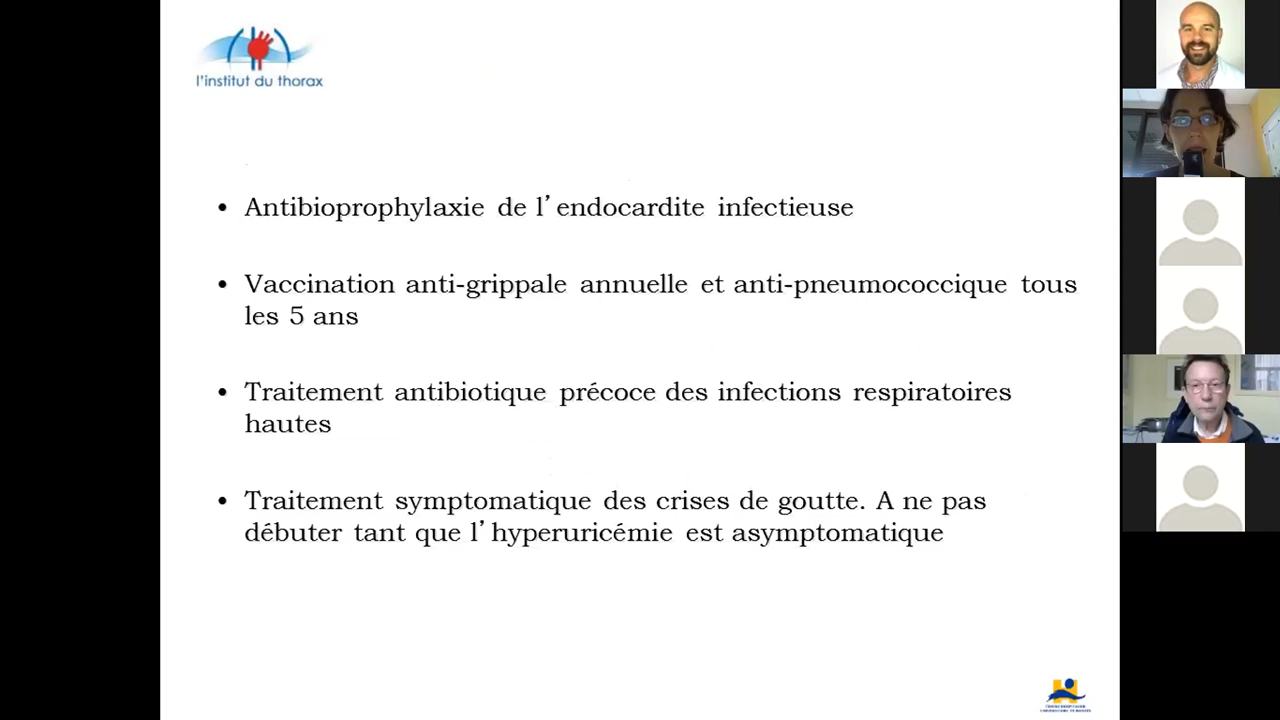 l'institut du thorax
• Antibioprophylaxie de l’endocardite infectieuse
• Vaccination anti-grippale annuelle et anti-pneumococcique tous
les 5 ans
• Traitement antibiotique précoce des infections respiratoires
hautes
• Traitement symptomatique des crises de goutte. A ne pas
débuter tant que l’hyperuricémie est asymptomatique